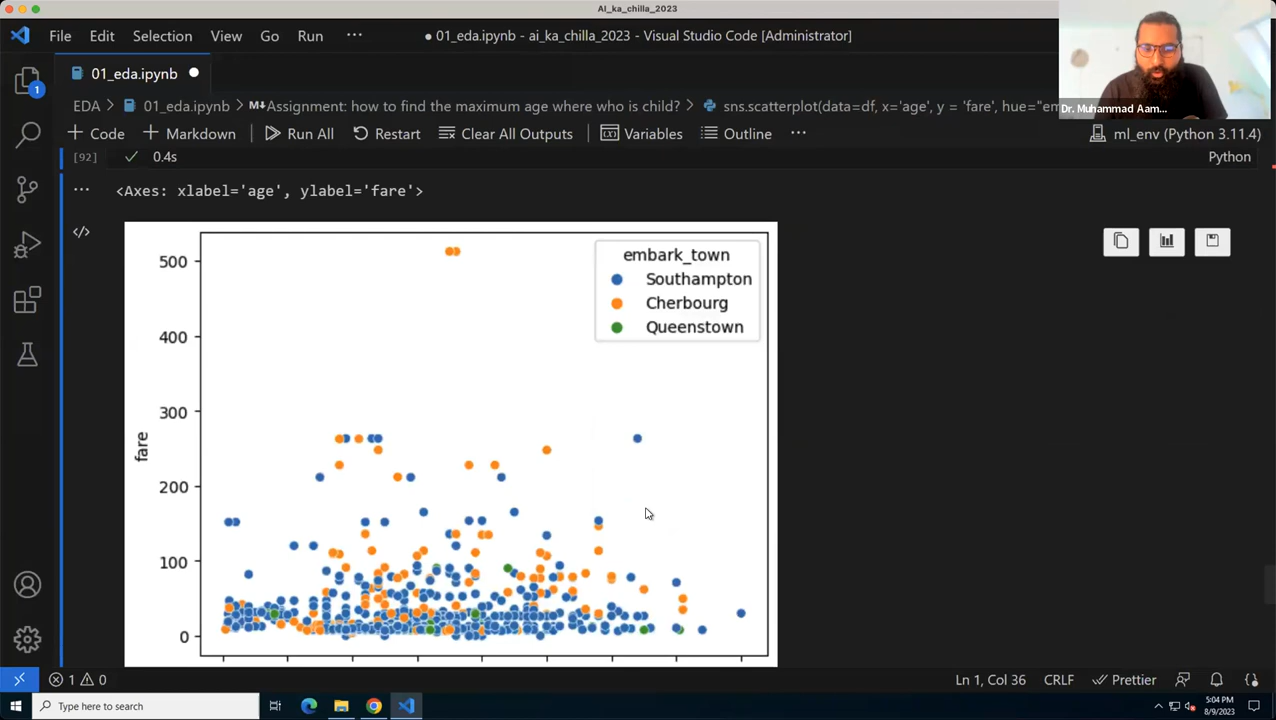 AI_ka_chilla_2023
File Edit Selection View Go Run ··· ● 01_eda.ipynb - ai_ka_chilla_2023 - Visual Studio Code [Administrator]
01_eda.ipynb
Dr. Muhammad Aam...
EDA > 01_eda.ipynb > M↓Assignment: how to find the maximum age where who is child? > sns.scatterplot(data=df, x='age', y = 'fare', hue="em
+ Code + Markdown Run All Restart Clear All Outputs Variables Outline ··· ml_env (Python 3.11.4)
[92] ✓ 0.4s Python
··· <Axes: xlabel='age', ylabel='fare'>
</>
embark_town
Southampton
Cherbourg
Queenstown
500
400
300
200
100
0
fare
1
1 0 Ln 1, Col 36 CRLF Prettier
Type here to search
5:04 PM
8/9/2023